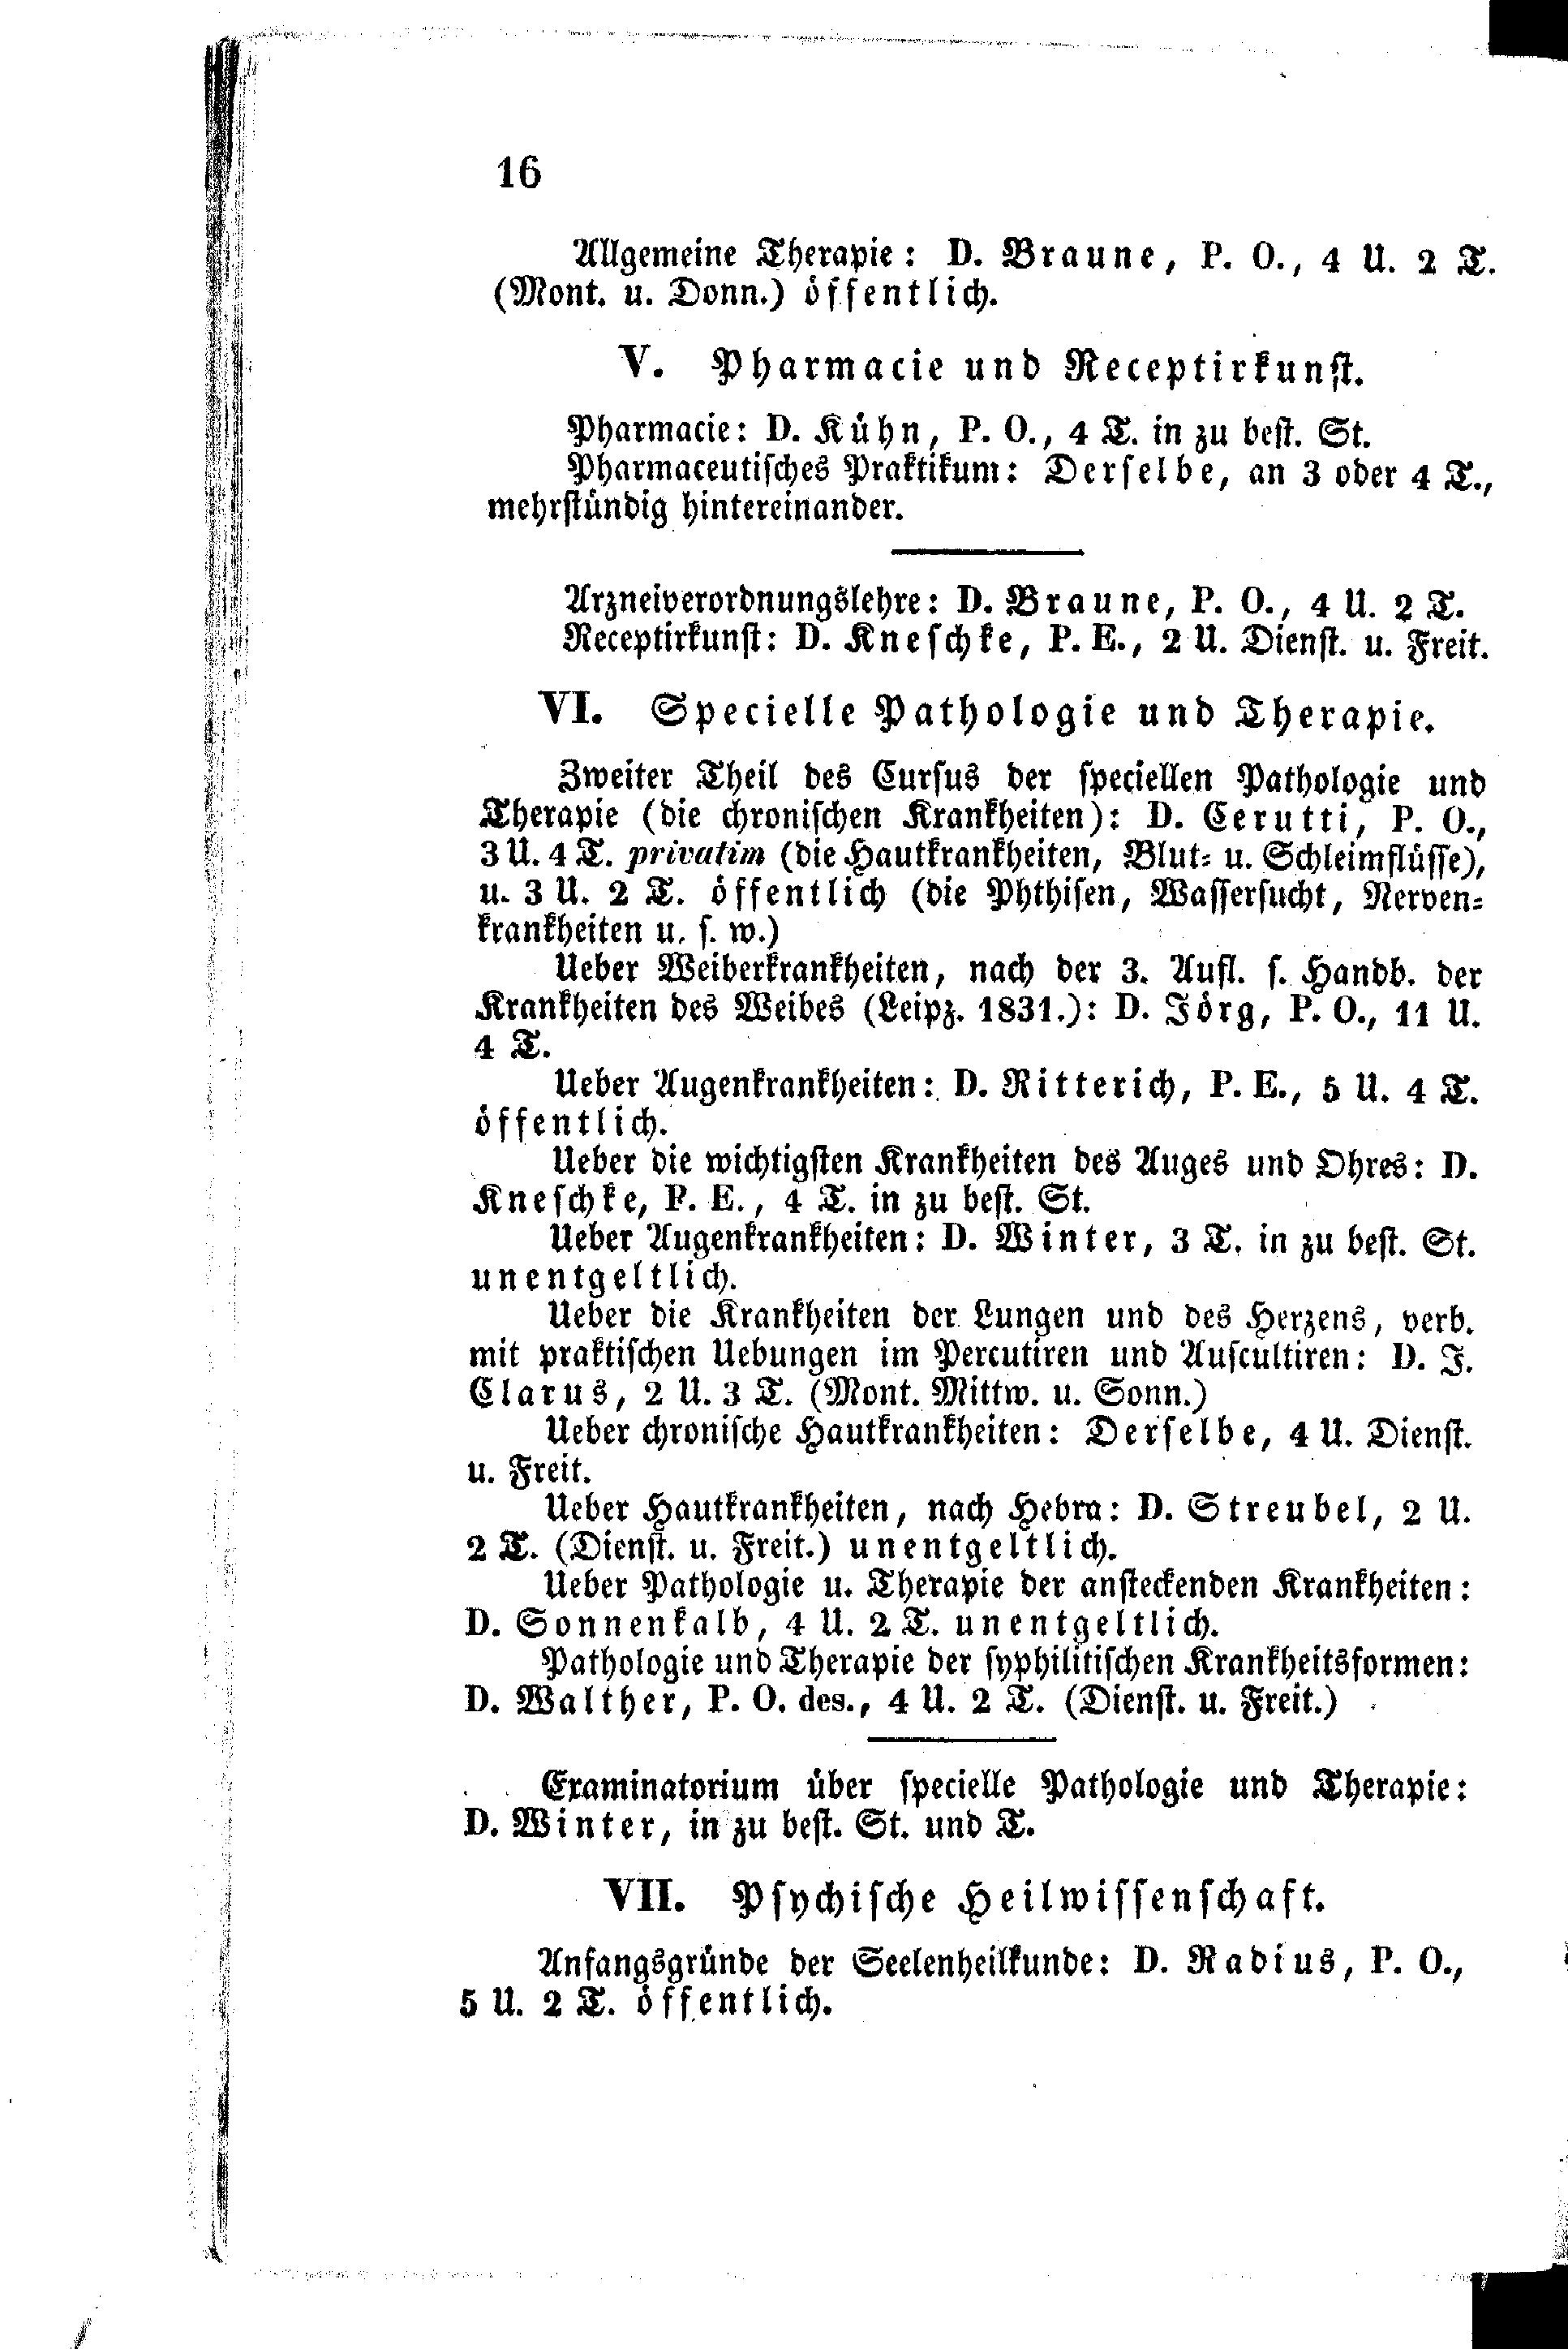 16
Allgemeine Therapie: D. Braune, P. O., 4 U. 2 T.
(Mont. u. Donn.) öffentlich.
V. Pharmacie und Receptirkunst.
Pharmacie: D. Kühn, P. O., 4 T. in zu best. St.
Pharmaceutisches Praktikum: Derselbe, an 3 oder 4 T.,
mehrstündig hintereinander.
Arzneiverordnungslehre: D. Braune, P. O., 4 U. 2 T.
Receptirkunst: D. Kneschke, P. E., 2 U. Dienst. u. Freit.
VI. Specielle Pathologie und Therapie.
Zweiter Theil des Cursus der speciellen Pathologie und
Therapie (die chronischen Krankheiten): D. Cerutti, P. O.,
3 U. 4 T. privatim (die Hautkrankheiten, Blut- u. Schleimflüsse),
u. 3 U. 2 T. öffentlich (die Phthisen, Wassersucht, Nerven-
krankheiten u. s. w.)
Ueber Weiberkrankheiten, nach der 3. Aufl. s. Handb. der
Krankheiten des Weibes (Leipz. 1831.): D. Jörg, P. O., 11 U.
4 T.
Ueber Augenkrankheiten: D. Ritterich, P. E., 5 U. 4 T.
öffentlich.
Ueber die wichtigsten Krankheiten des Auges und Ohres: D.
Kneschke, P. E., 4 T. in zu best. St.
Ueber Augenkrankheiten: D. Winter, 3 T. in zu best. St.
unentgeltlich.
Ueber die Krankheiten der Lungen und des Herzens, verb.
mit praktischen Uebungen im Percutiren und Auscultiren: D. J.
Clarus, 2 U. 3 T. (Mont. Mittw. u. Sonn.)
Ueber chronische Hautkrankheiten: Derselbe, 4 U. Dienst.
u. Freit.
Ueber Hautkrankheiten, nach Hebra: D. Streubel, 2 U.
2 T. (Dienst. u. Freit.) unentgeltlich.
Ueber Pathologie u. Therapie der ansteckenden Krankheiten:
D. Sonnenkalb, 4 U. 2 T. unentgeltlich.
Pathologie und Therapie der syphilitischen Krankheitsformen:
D. Walther, P. O. des., 4 U. 2 T. (Dienst. u. Freit.)
Examinatorium über specielle Pathologie und Therapie:
D. Winter, in zu best. St. und T.
VII. Psychische Heilwissenschaft.
Anfangsgründe der Seelenheilkunde: D. Radius, P. O.,
5 U. 2 T. öffentlich.